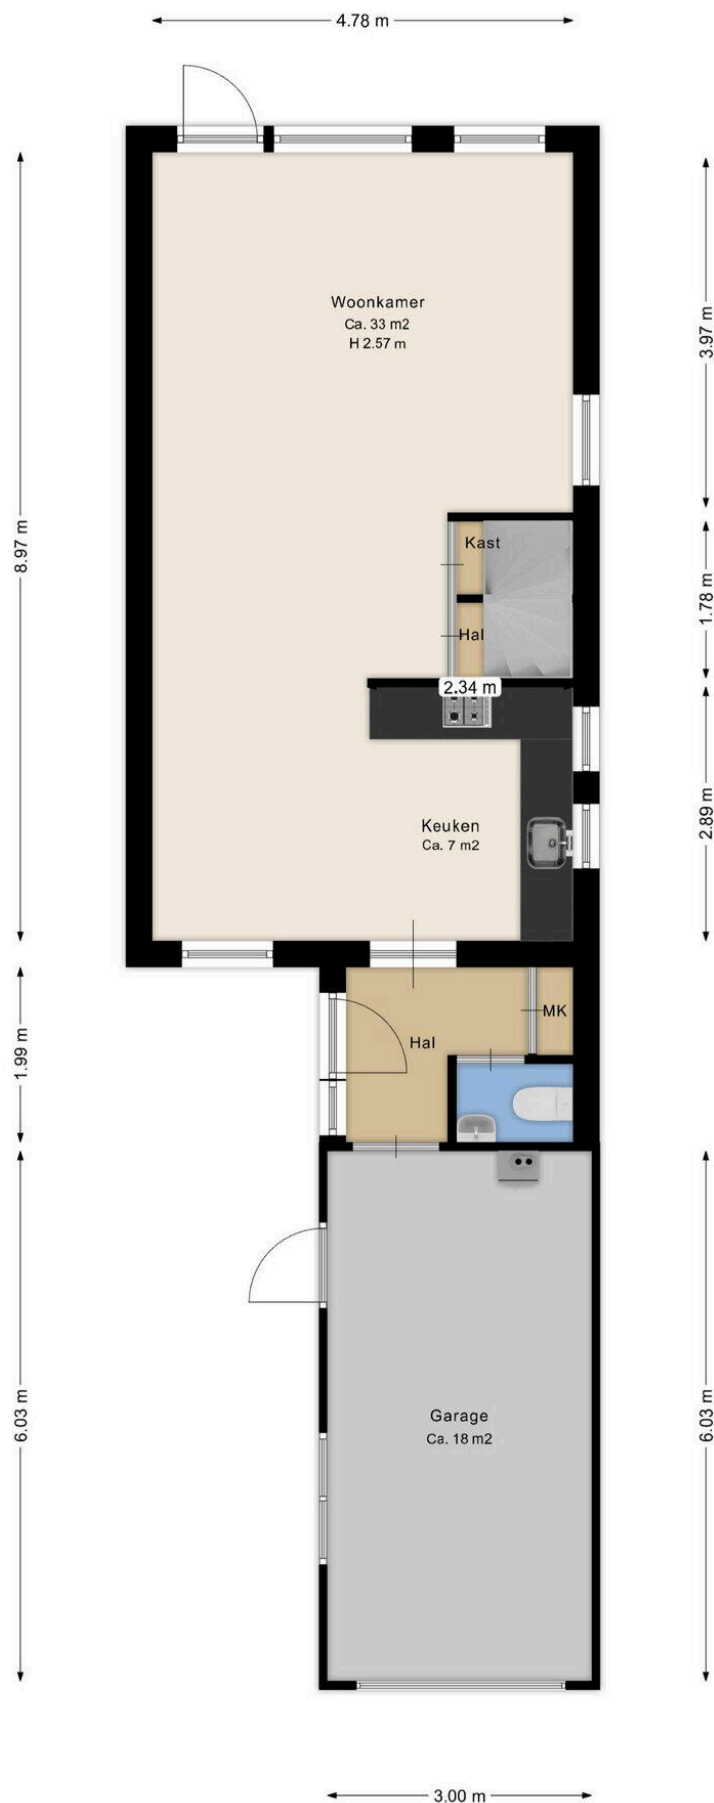 4.78 m
Woonkamer
Ca. 33 m2
H 2.57 m
3.97 m
8.97 m
Kast
1.78 m
Hal
2.34 m
2.89 m
Keuken
Ca. 7 m2
1.99 m
Hal
MK
6.03 m
Garage
Ca. 18 m2
6.03 m
3.00 m